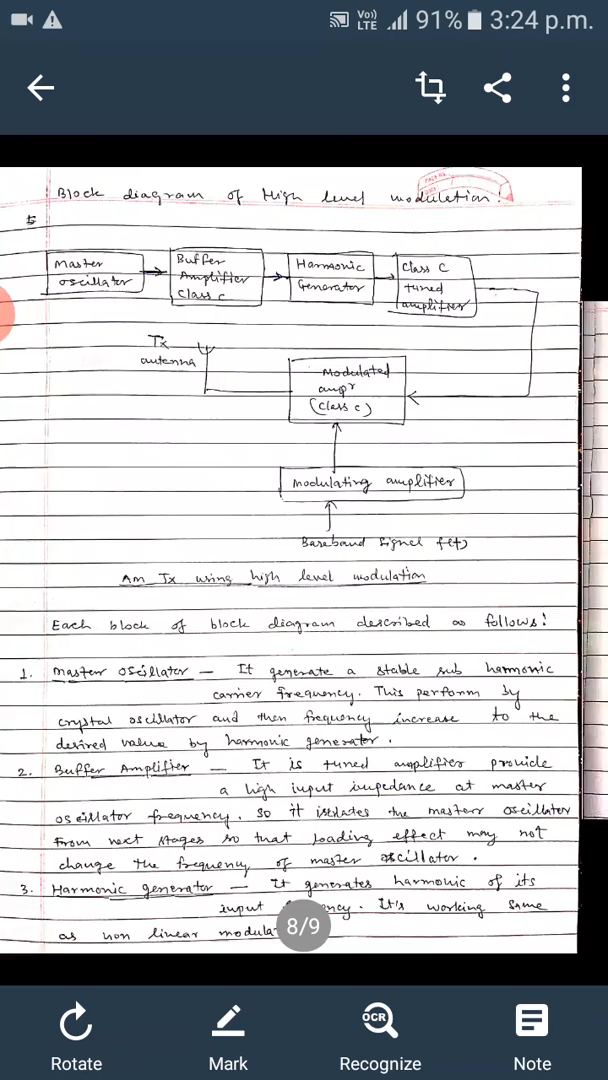 Vo))
LTE
91%
3:24 p.m.
Block diagram of High level moduletion!
Master
oscillator
Buffer
Amplifier
Class C
Harmonic
Generator
Class C
tuned
amplifier
Tx
antenna
Modulated
ampr
(Class c)
Modulating amplifier
Baseband signel f(t)
Am Tx using high level modulation
Each block of block diagram described as follows!
1. Master oscillator — It generate a stable sub harmonic
carrier frequency. This perform by
crystal oscillator and then frequency increase to the
desired value by harmonic generator.
2. Buffer Amplifier — It is tuned amplifier provide
a high input impedance at master
oscillator frequency. So it isolates the master oscillator
from next stages so that loading effect may not
change the frequency of master oscillator.
3. Harmonic generator — It generates harmonic of its
input It's working same
as non linear
8/9
Rotate
Mark
OCR
Recognize
Note